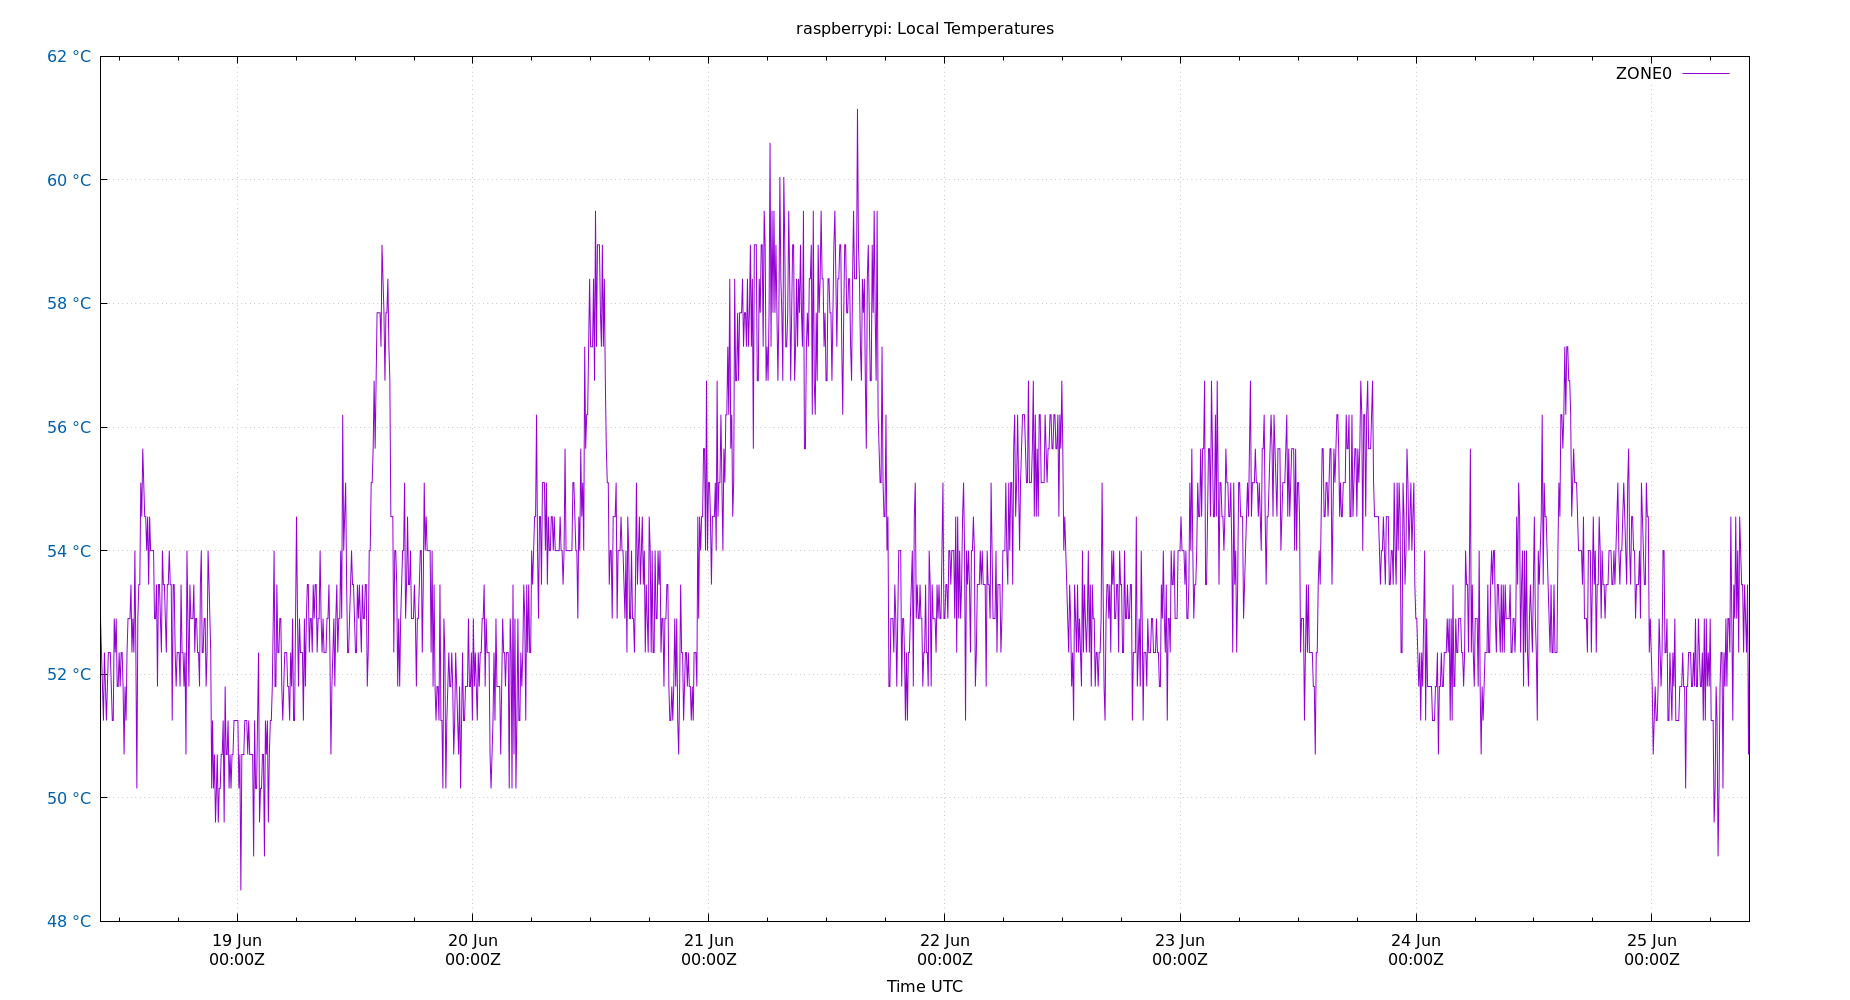 raspberrypi: Local Temperatures
62 °C
ZONE0
60 °C
58 °C
56 °C
54 °C
52 °C
50 °C
48 °C
19 Jun 20 Jun 21 Jun 22 Jun 23 Jun 24 Jun 25 Jun
00:00Z 00:00Z 00:00Z 00:00Z 00:00Z 00:00Z 00:00Z
Time UTC